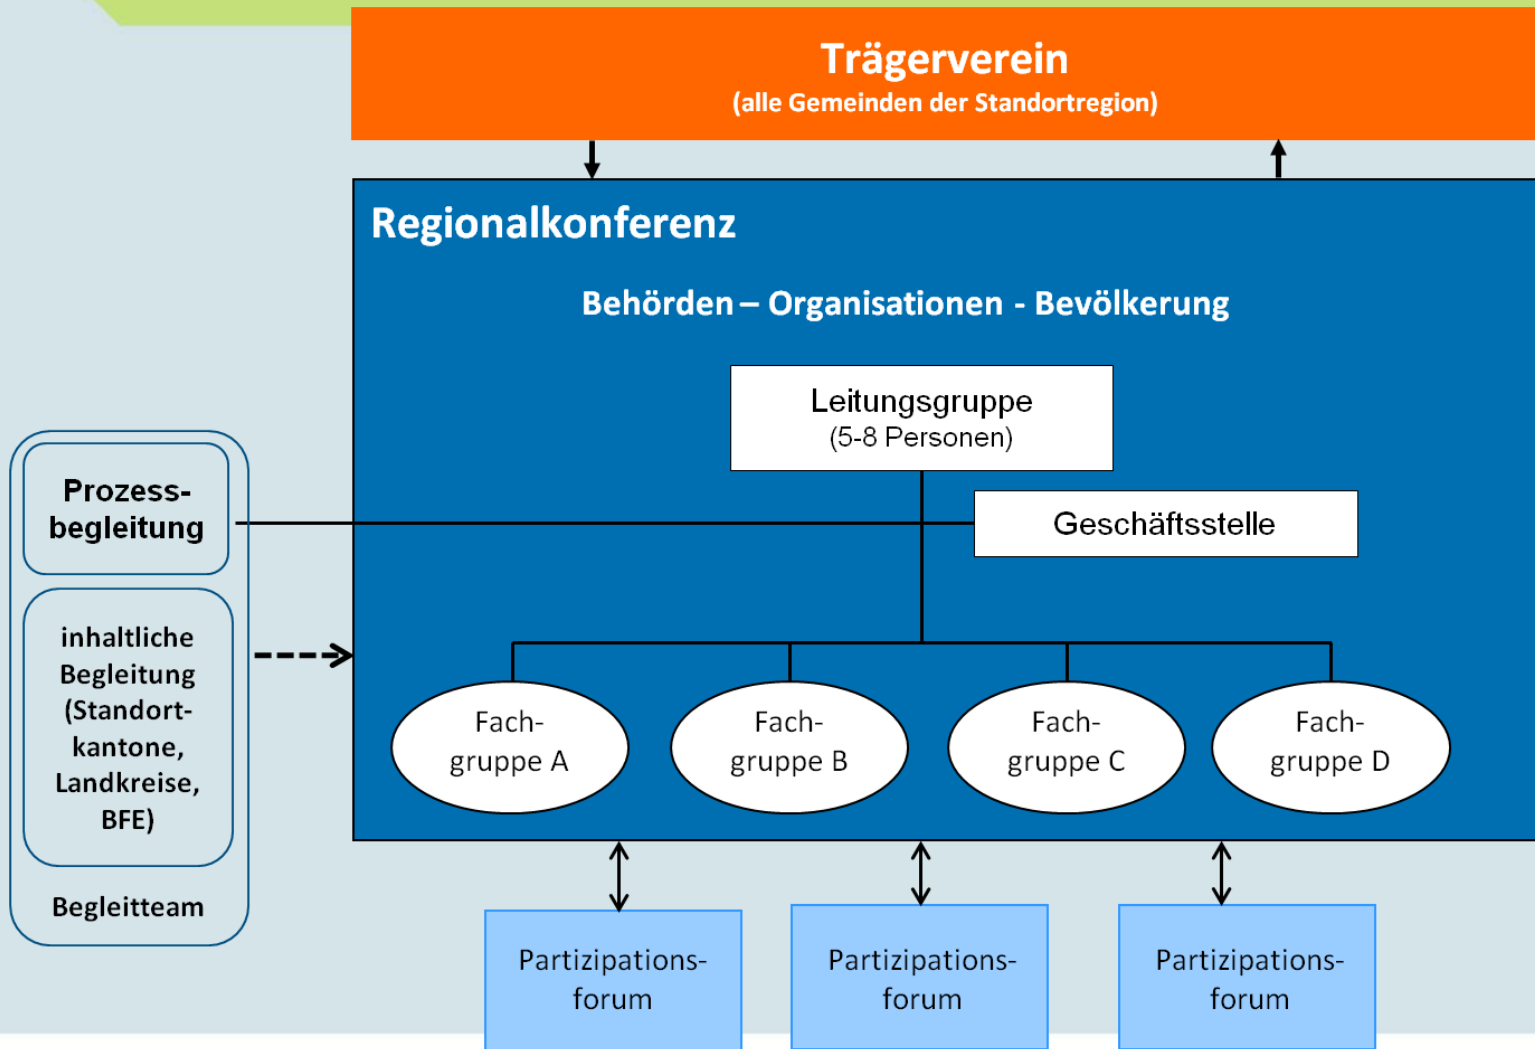 Trägerverein
(alle Gemeinden der Standortregion)
Regionalkonferenz
Behörden – Organisationen - Bevölkerung
Leitungsgruppe
(5-8 Personen)
Geschäftsstelle
Prozess-
begleitung
inhaltliche
Begleitung
(Standort-
kantone,
Landkreise,
BFE)
Begleitteam
Fach-
gruppe A
Fach-
gruppe B
Fach-
gruppe C
Fach-
gruppe D
Partizipations-
forum
Partizipations-
forum
Partizipations-
forum